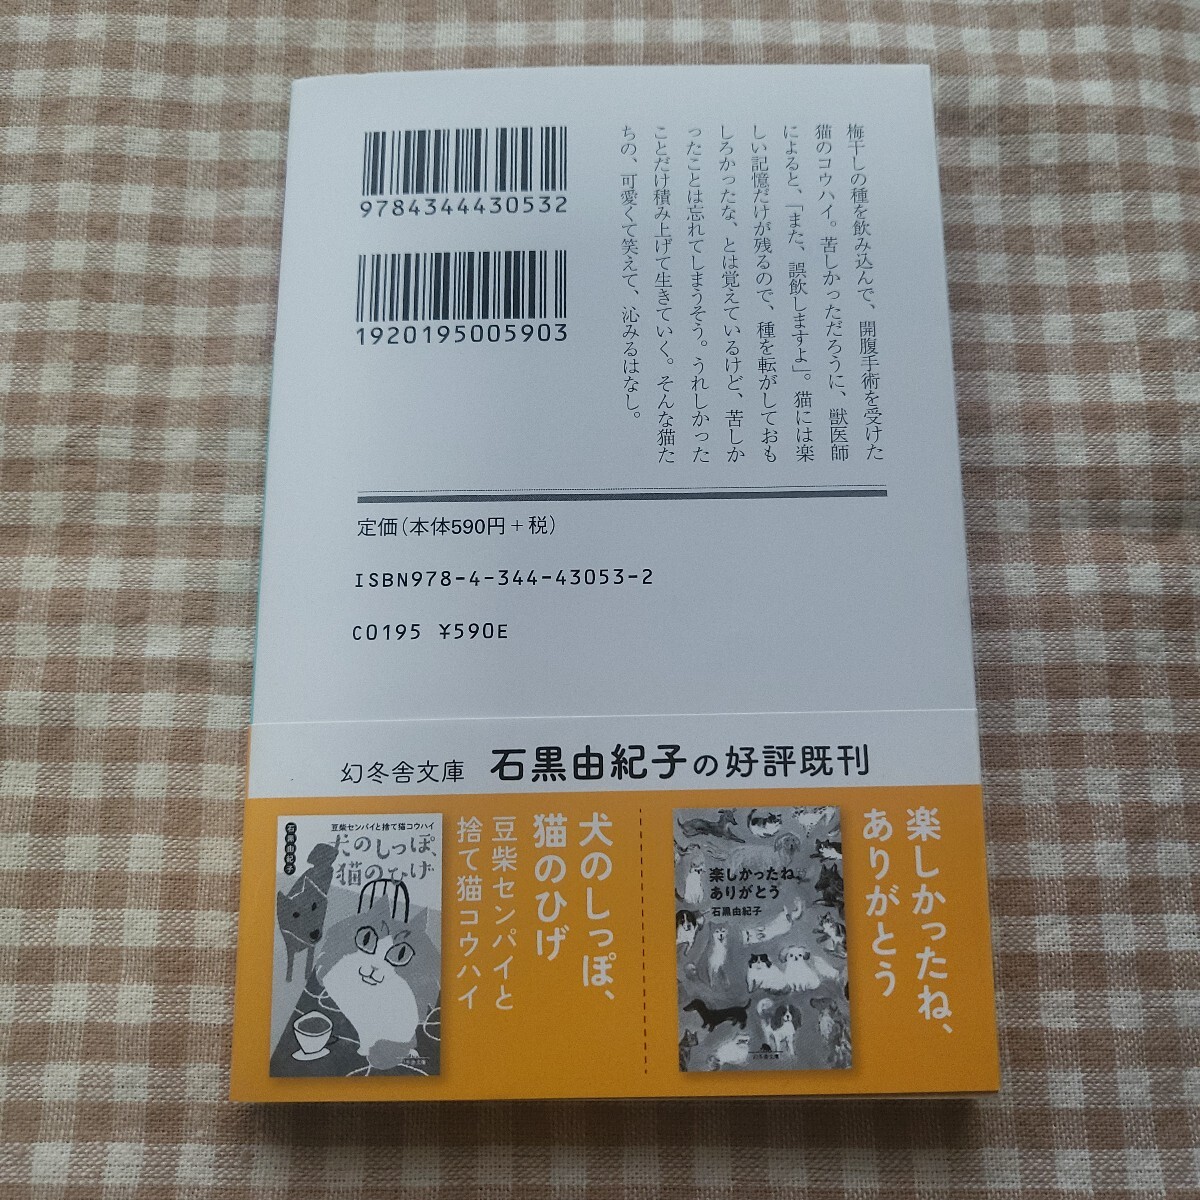 9784344430532
1920195005903
梅干しの種を飲み込んで、開腹手術を受けた
猫のコウハイ。苦しかっただろうに、獣医師
によると、「また、誤飲しますよ」。猫には楽
しい記憶だけが残るので、種を転がしておも
しろかったな、とは覚えているけど、苦しか
ったことは忘れてしまうそう。うれしかった
ことだけ積み上げて生きていく。そんな猫た
ちの、可愛くて笑えて、沁みるはなし。
定価(本体590円+税)
ISBN978-4-344-43053-2
C0195 ¥590E
幻冬舎文庫 石黒由紀子の好評既刊
楽しかったね、
ありがとう
楽しかったね、
ありがとう
石黒由紀子
幻冬舎文庫
犬のしっぽ、
猫のひげ
豆柴センパイと
捨て猫コウハイ
豆柴センパイと捨て猫コウハイ
犬のしっぽ、
猫のひげ
石黒由紀子
幻冬舎文庫